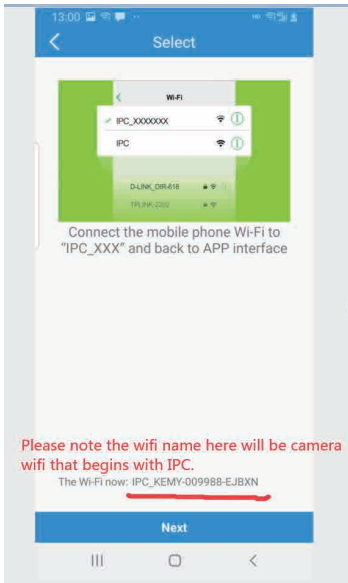 13:00
Select
Wi-Fi
IPC_XXXXXXX
IPC
D-LINK_DIR-618
Connect the mobile phone Wi-Fi to
"IPC_XXX" and back to APP interface
Please note the wifi name here will be camera
wifi that begins with IPC.
The Wi-Fi now: IPC_KEMY-009988-EJBXN
Next